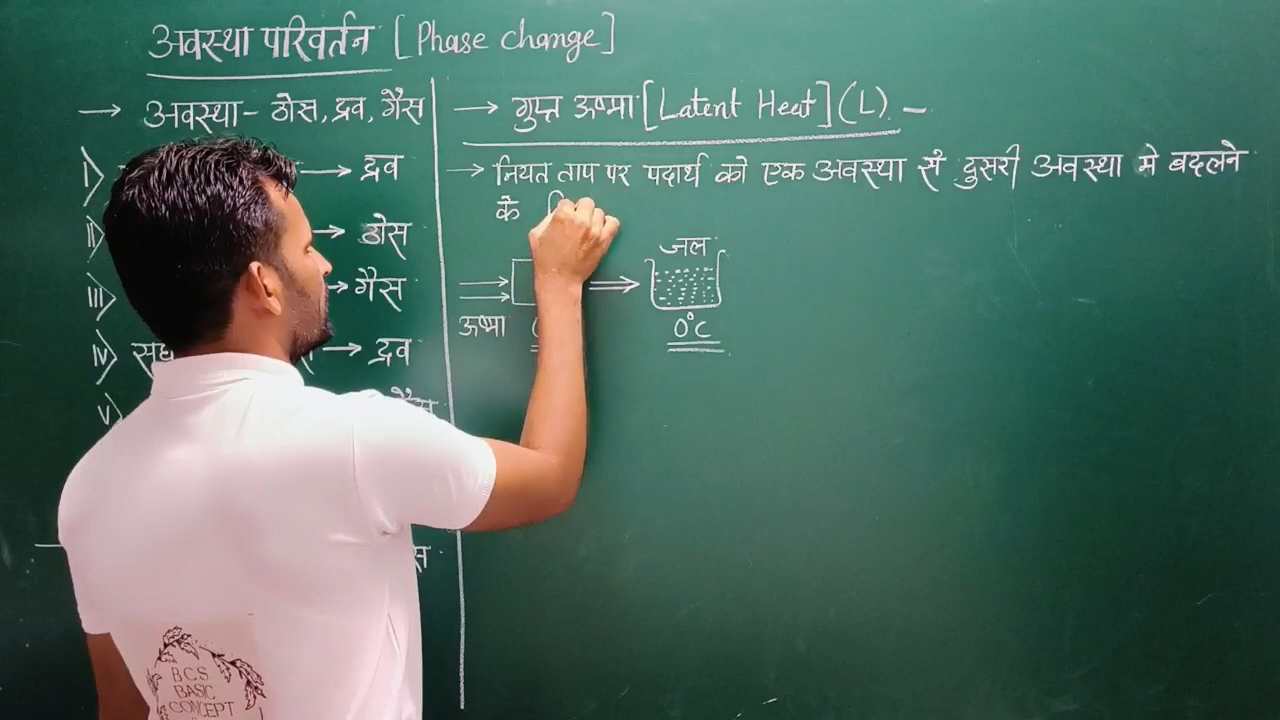 अवस्था परिवर्तन [Phase change]
→ अवस्था - ठोस, द्रव, गैस
I> → द्रव
II> → ठोस
III> → गैस
IV> → द्रव
V> गैस
→ गुप्त ऊष्मा [Latent Heat] (L) -
→ नियत ताप पर पदार्थ को एक अवस्था से दुसरी अवस्था मे बदलने
के
जल
ऊष्मा
0°C
BCS
BASIC
CONCEPT